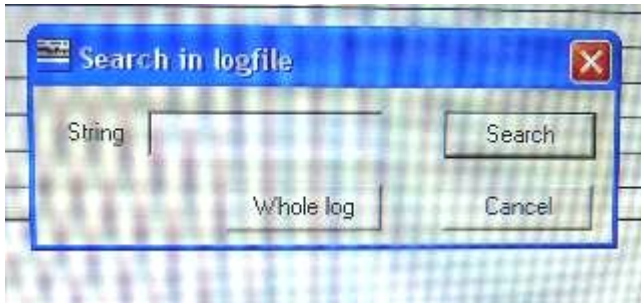 Search in logfile
String
Search
Whole log
Cancel